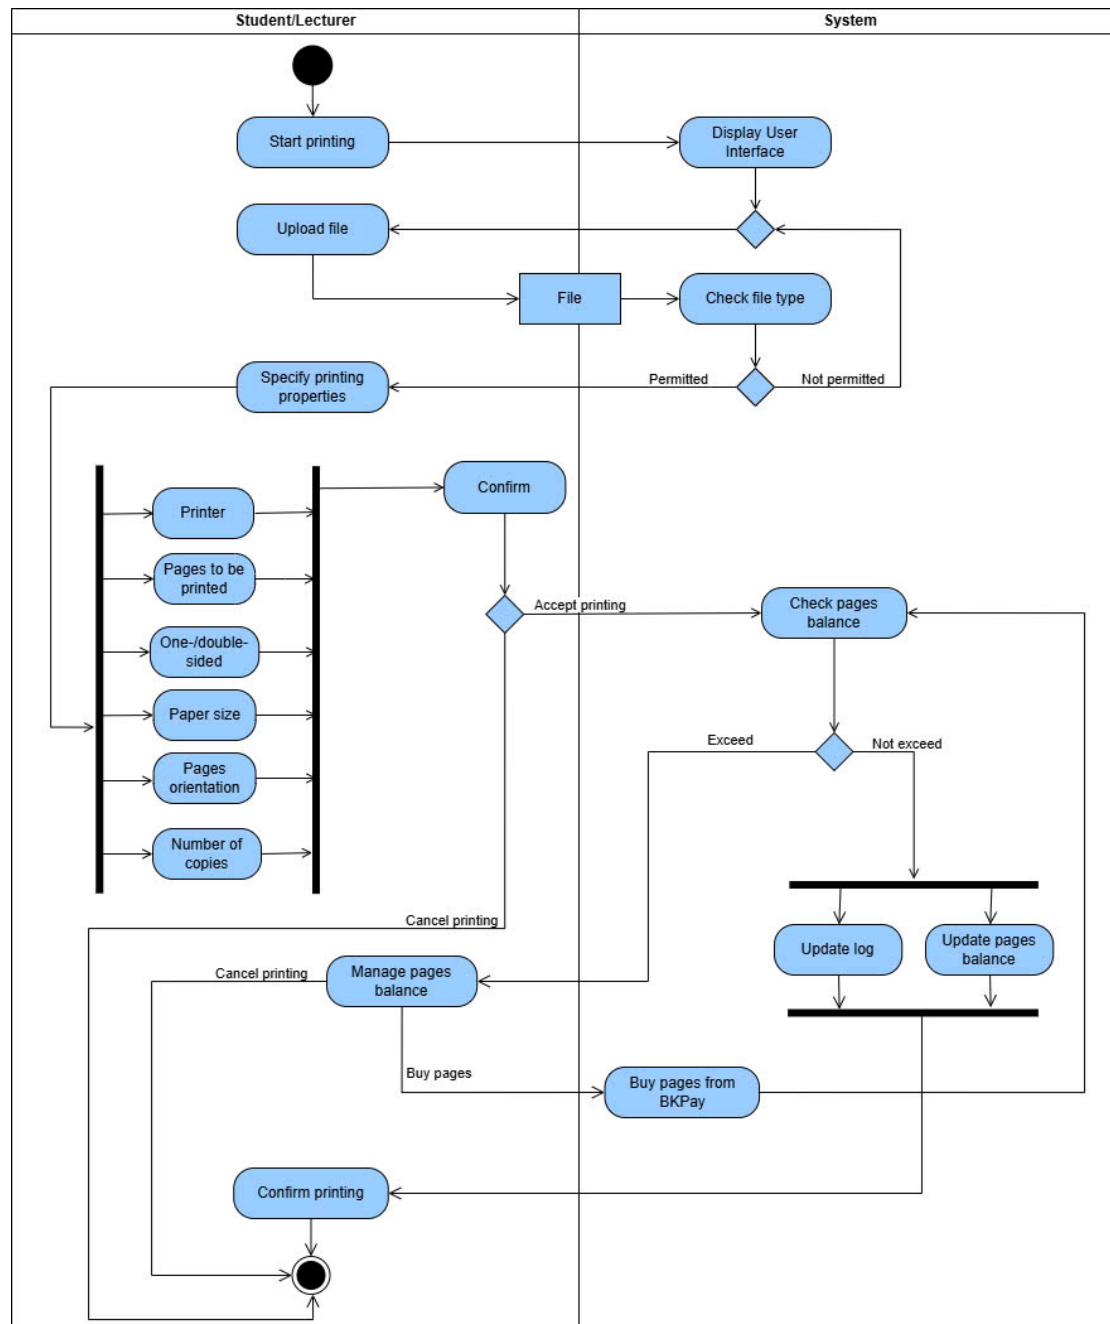 Student/Lecturer
System
Start printing
Display User
Interface
Upload file
File
Check file type
Specify printing
properties
Permitted
Not permitted
Confirm
Printer
Pages to be
printed
One-/double-
sided
Paper size
Pages
orientation
Number of
copies
Accept printing
Check pages
balance
Exceed
Not exceed
Cancel printing
Update log
Update pages
balance
Cancel printing
Manage pages
balance
Buy pages
Buy pages from
BKPay
Confirm printing